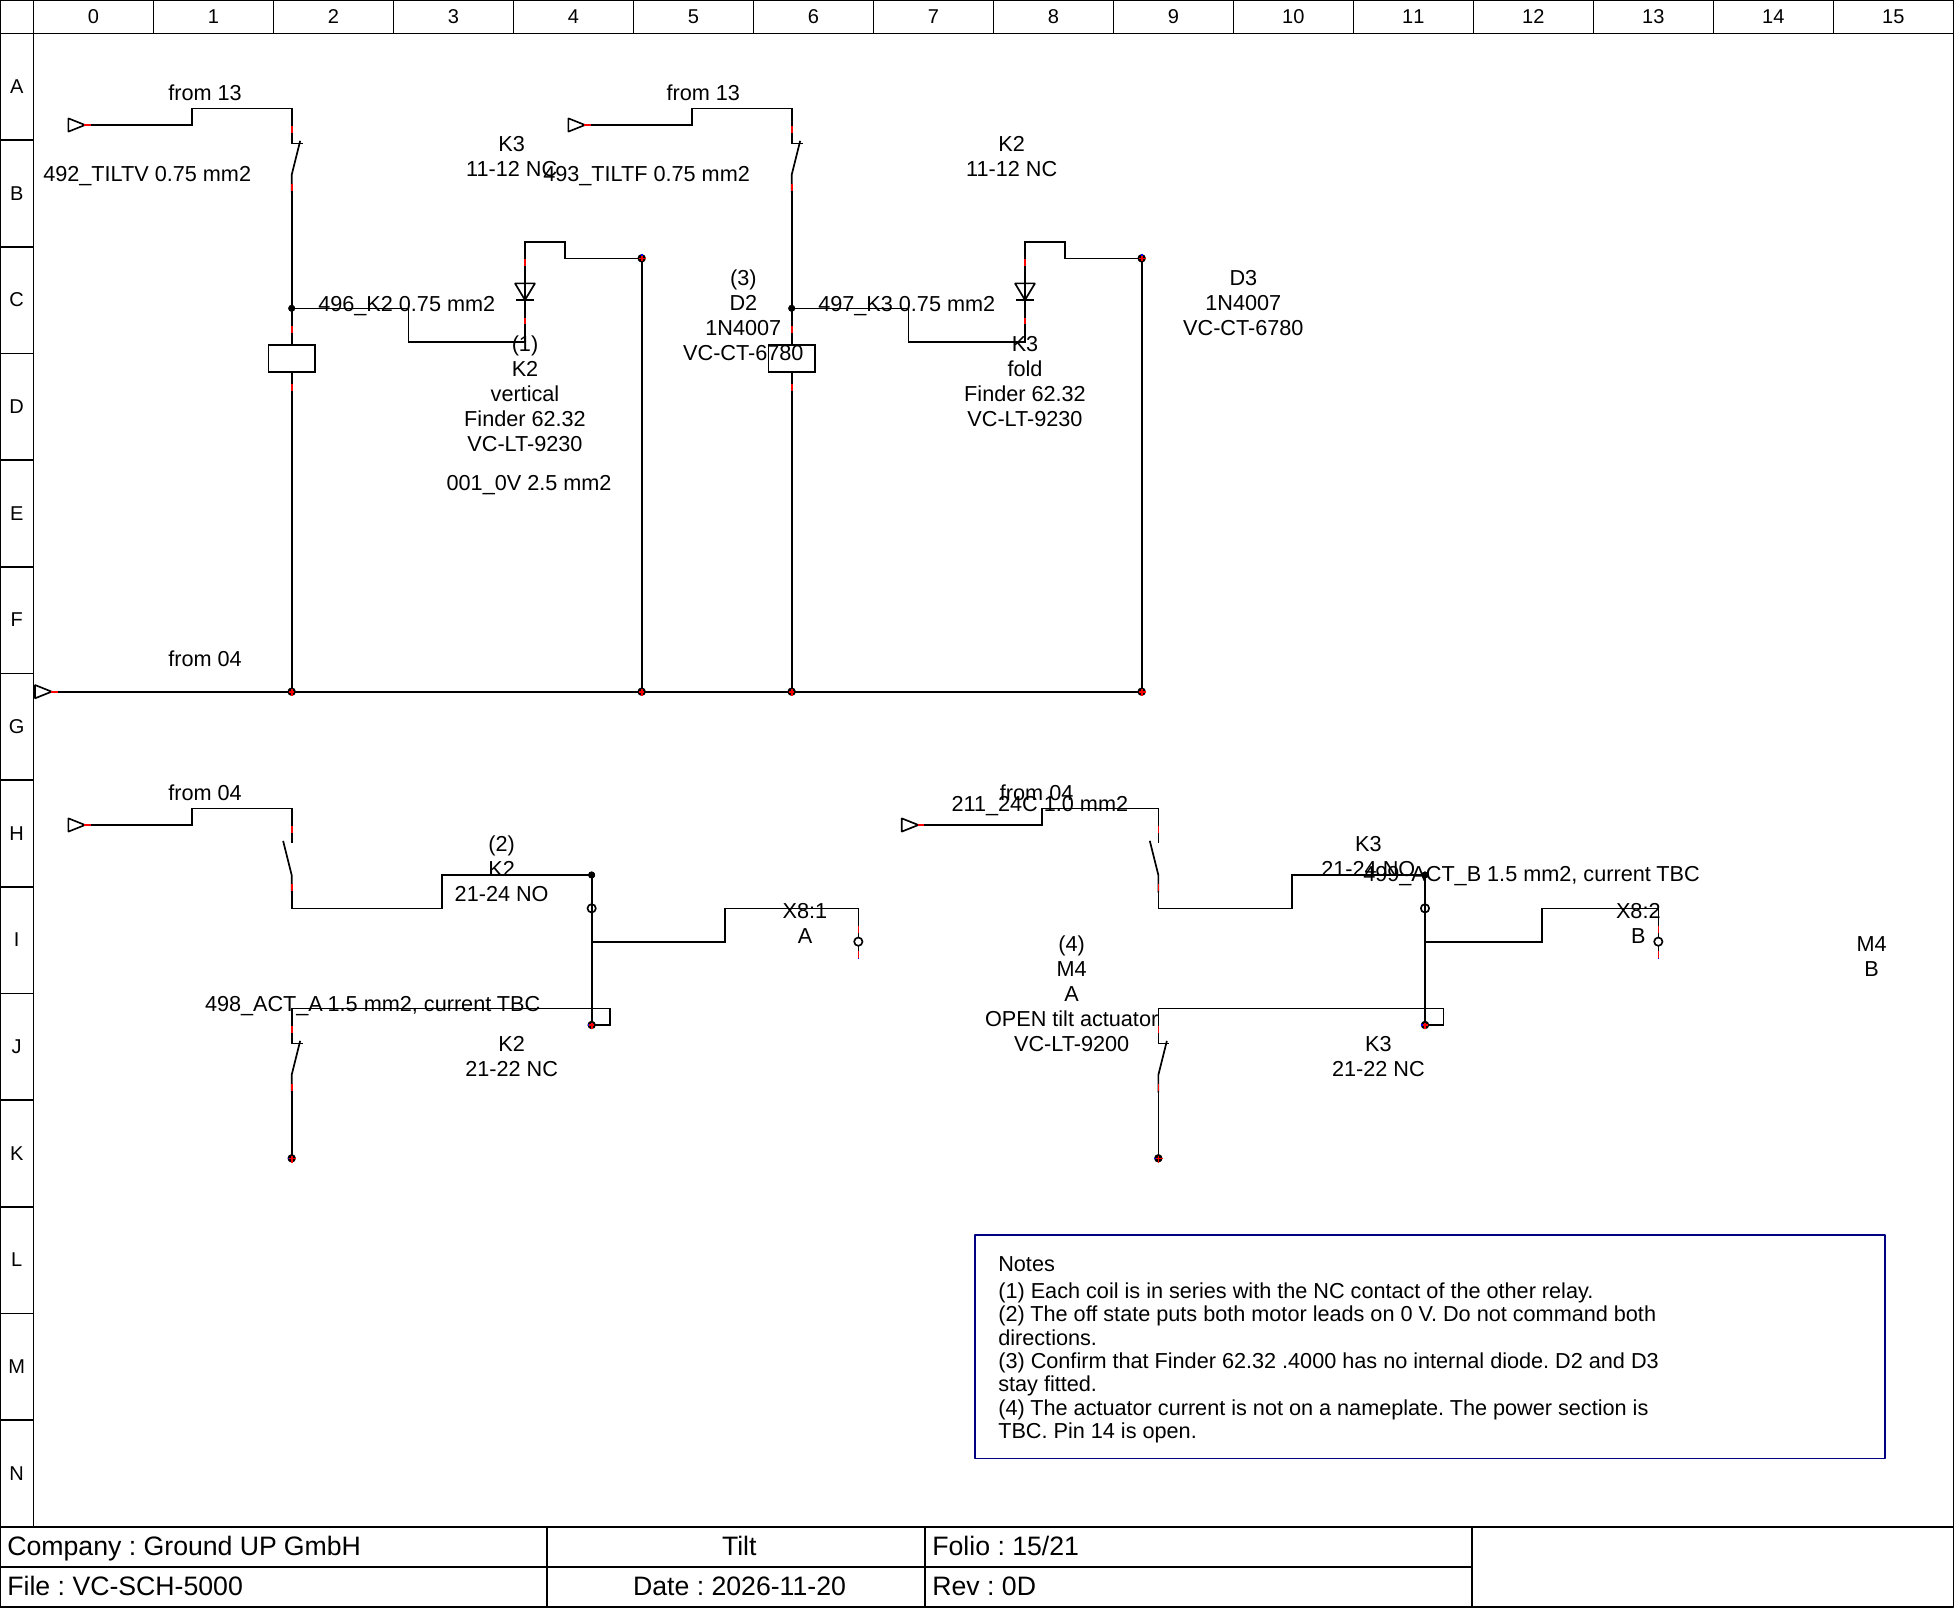 0 1 2 3 4 5 6 7 8 9 10 11 12 13 14 15
A
B
C
D
E
F
G
H
I
J
K
L
M
N
from 13
492_TILTV 0.75 mm2
K3
11-12 NC
from 13
493_TILTF 0.75 mm2
K2
11-12 NC
496_K2 0.75 mm2
(1)
K2
vertical
Finder 62.32
VC-LT-9230
(3)
D2
1N4007
VC-CT-6780
497_K3 0.75 mm2
K3
fold
Finder 62.32
VC-LT-9230
D3
1N4007
VC-CT-6780
001_0V 2.5 mm2
from 04
from 04
(2)
K2
21-24 NO
from 04
211_24C 1.0 mm2
K3
21-24 NO
499_ACT_B 1.5 mm2, current TBC
X8:1
A
(4)
M4
A
OPEN tilt actuator
VC-LT-9200
X8:2
B
M4
B
498_ACT_A 1.5 mm2, current TBC
K2
21-22 NC
K3
21-22 NC
Notes
(1) Each coil is in series with the NC contact of the other relay.
(2) The off state puts both motor leads on 0 V. Do not command both
directions.
(3) Confirm that Finder 62.32 .4000 has no internal diode. D2 and D3
stay fitted.
(4) The actuator current is not on a nameplate. The power section is
TBC. Pin 14 is open.
Company : Ground UP GmbH
Tilt
Folio : 15/21
File : VC-SCH-5000
Date : 2026-11-20
Rev : 0D